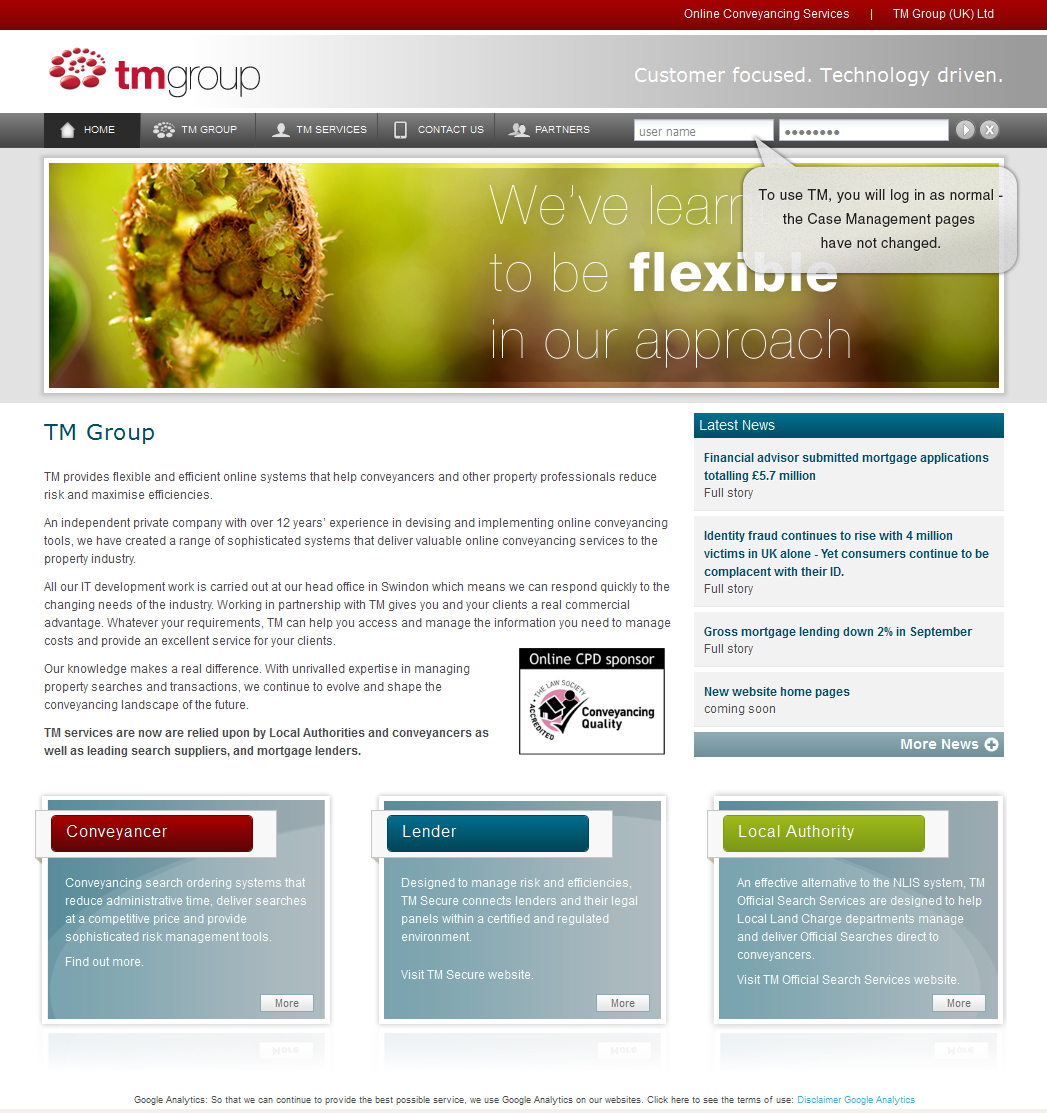 Online Conveyancing Services | TM Group (UK) Ltd
tmgroup
Customer focused. Technology driven.
HOME
TM GROUP
TM SERVICES
CONTACT US
PARTNERS
user name
••••••••
To use TM, you will log in as normal -
the Case Management pages
have not changed.
We've lear
to be flexible
in our approach
TM Group
TM provides flexible and efficient online systems that help conveyancers and other property professionals reduce
risk and maximise efficiencies.
An independent private company with over 12 years' experience in devising and implementing online conveyancing
tools, we have created a range of sophisticated systems that deliver valuable online conveyancing services to the
property industry.
All our IT development work is carried out at our head office in Swindon which means we can respond quickly to the
changing needs of the industry. Working in partnership with TM gives you and your clients a real commercial
advantage. Whatever your requirements, TM can help you access and manage the information you need to manage
costs and provide an excellent service for your clients.
Our knowledge makes a real difference. With unrivalled expertise in managing
property searches and transactions, we continue to evolve and shape the
conveyancing landscape of the future.
TM services are now are relied upon by Local Authorities and conveyancers as
well as leading search suppliers, and mortgage lenders.
Online CPD sponsor
THE LAW SOCIETY
ACCREDITED
Conveyancing
Quality
Latest News
Financial advisor submitted mortgage applications
totalling £5.7 million
Full story
Identity fraud continues to rise with 4 million
victims in UK alone - Yet consumers continue to be
complacent with their ID.
Full story
Gross mortgage lending down 2% in September
Full story
New website home pages
coming soon
More News
Conveyancer
Conveyancing search ordering systems that
reduce administrative time, deliver searches
at a competitive price and provide
sophisticated risk management tools.
Find out more.
More
Lender
Designed to manage risk and efficiencies,
TM Secure connects lenders and their legal
panels within a certified and regulated
environment.
Visit TM Secure website.
More
Local Authority
An effective alternative to the NLIS system, TM
Official Search Services are designed to help
Local Land Charge departments manage
and deliver Official Searches direct to
conveyancers.
Visit TM Official Search Services website.
More
Google Analytics: So that we can continue to provide the best possible service, we use Google Analytics on our websites. Click here to see the terms of use: Disclaimer Google Analytics